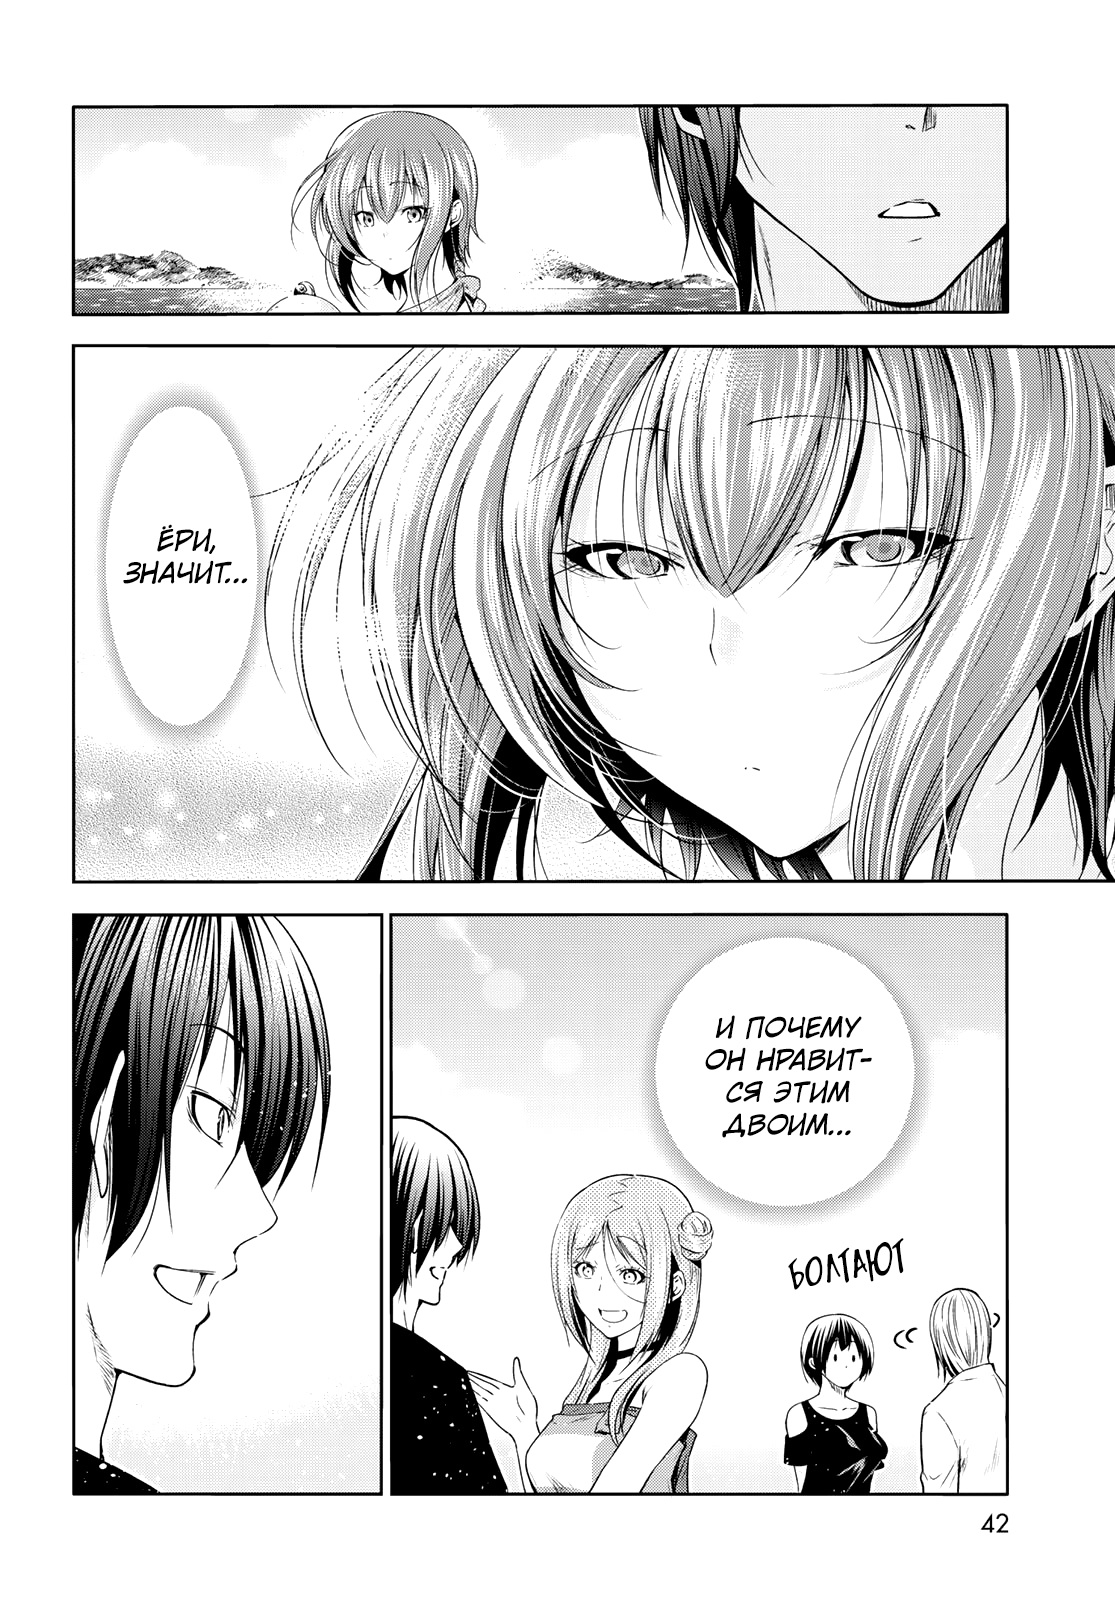 ЁРИ,
ЗНАЧИТ...
И ПОЧЕМУ
ОН НРАВИТ-
СЯ ЭТИМ
ДВОИМ...
БОЛТАЮТ
42